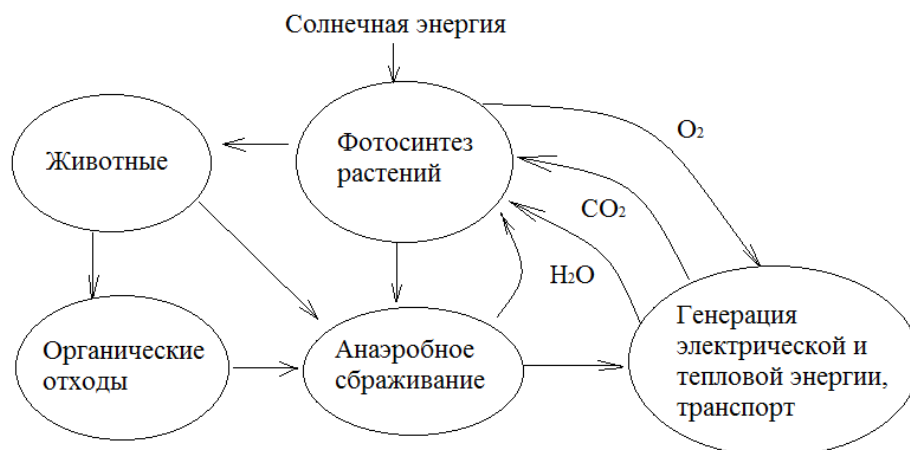 Солнечная энергия
Животные
Фотосинтез
растений
O₂
CO₂
H₂O
Органические
отходы
Анаэробное
сбраживание
Генерация
электрической и
тепловой энергии,
транспорт